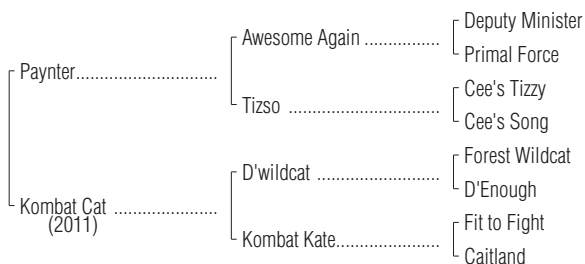 Deputy Minister
Awesome Again ................
Primal Force
Paynter..............................
Cee's Tizzy
Tizso ................................
Cee's Song
Forest Wildcat
D'wildcat ..........................
D'Enough
Kombat Cat ......................
(2011)
Fit to Fight
Kombat Kate......................
Caitland